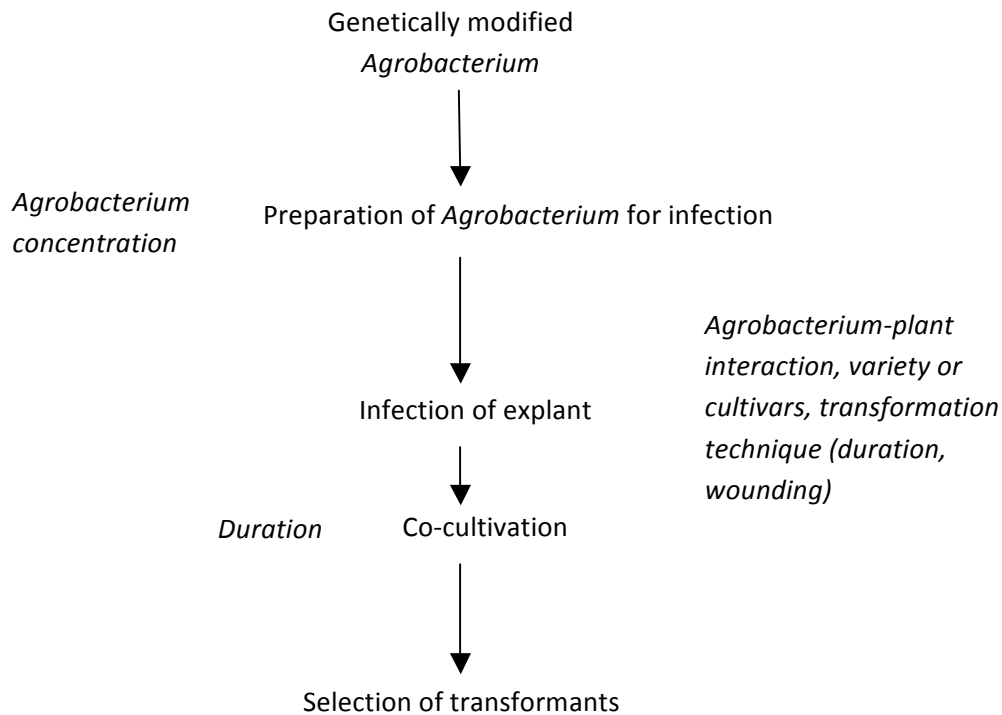 Genetically modified
Agrobacterium
Agrobacterium
concentration
Preparation of Agrobacterium for infection
Agrobacterium-plant
interaction, variety or
cultivars, transformation
technique (duration,
wounding)
Infection of explant
Duration
Co-cultivation
Selection of transformants